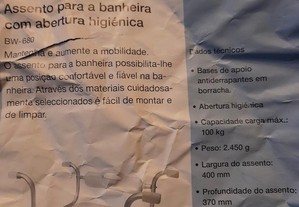 Assento para a banheira
com abertura higiénica
BW-680
Mantenha e aumente a mobilidade.
O assento para a banheira possibilita-lhe
uma posição confortável e fiável na ba-
nheira. Através dos materiais cuidadosa-
mente seleccionados é fácil de montar e
de limpar.
Dados técnicos
• Bases de apoio
antiderrapantes em
borracha.
• Abertura higiénica
• Capacidade carga máx.:
100 kg
• Peso: 2.450 g
• Largura do assento:
400 mm
• Profundidade do assento:
370 mm